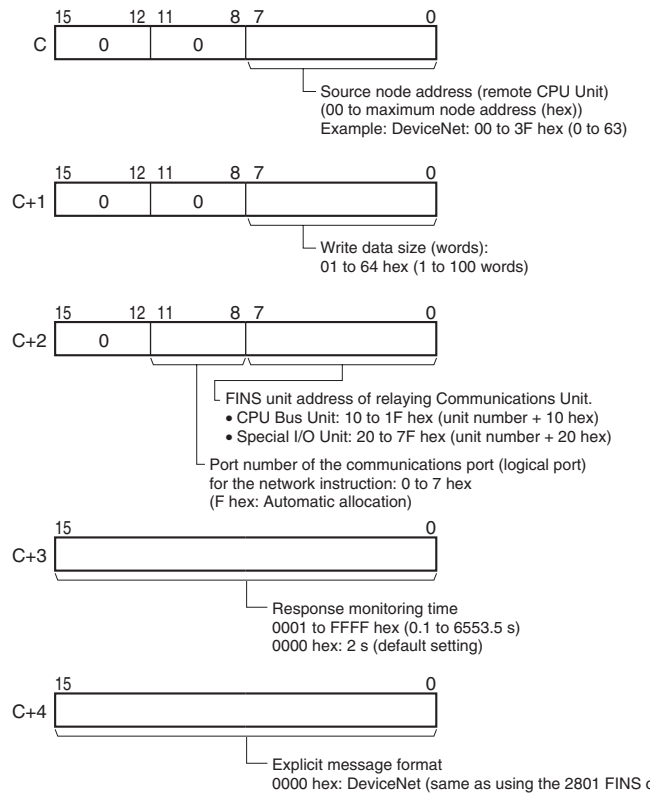 15 12 11 8 7 0
C 0 0
Source node address (remote CPU Unit)
(00 to maximum node address (hex))
Example: DeviceNet: 00 to 3F hex (0 to 63)
15 12 11 8 7 0
C+1 0 0
Write data size (words):
01 to 64 hex (1 to 100 words)
15 12 11 8 7 0
C+2 0
FINS unit address of relaying Communications Unit.
• CPU Bus Unit: 10 to 1F hex (unit number + 10 hex)
• Special I/O Unit: 20 to 7F hex (unit number + 20 hex)
Port number of the communications port (logical port)
for the network instruction: 0 to 7 hex
(F hex: Automatic allocation)
15 0
C+3
Response monitoring time
0001 to FFFF hex (0.1 to 6553.5 s)
0000 hex: 2 s (default setting)
15 0
C+4
Explicit message format
0000 hex: DeviceNet (same as using the 2801 FINS